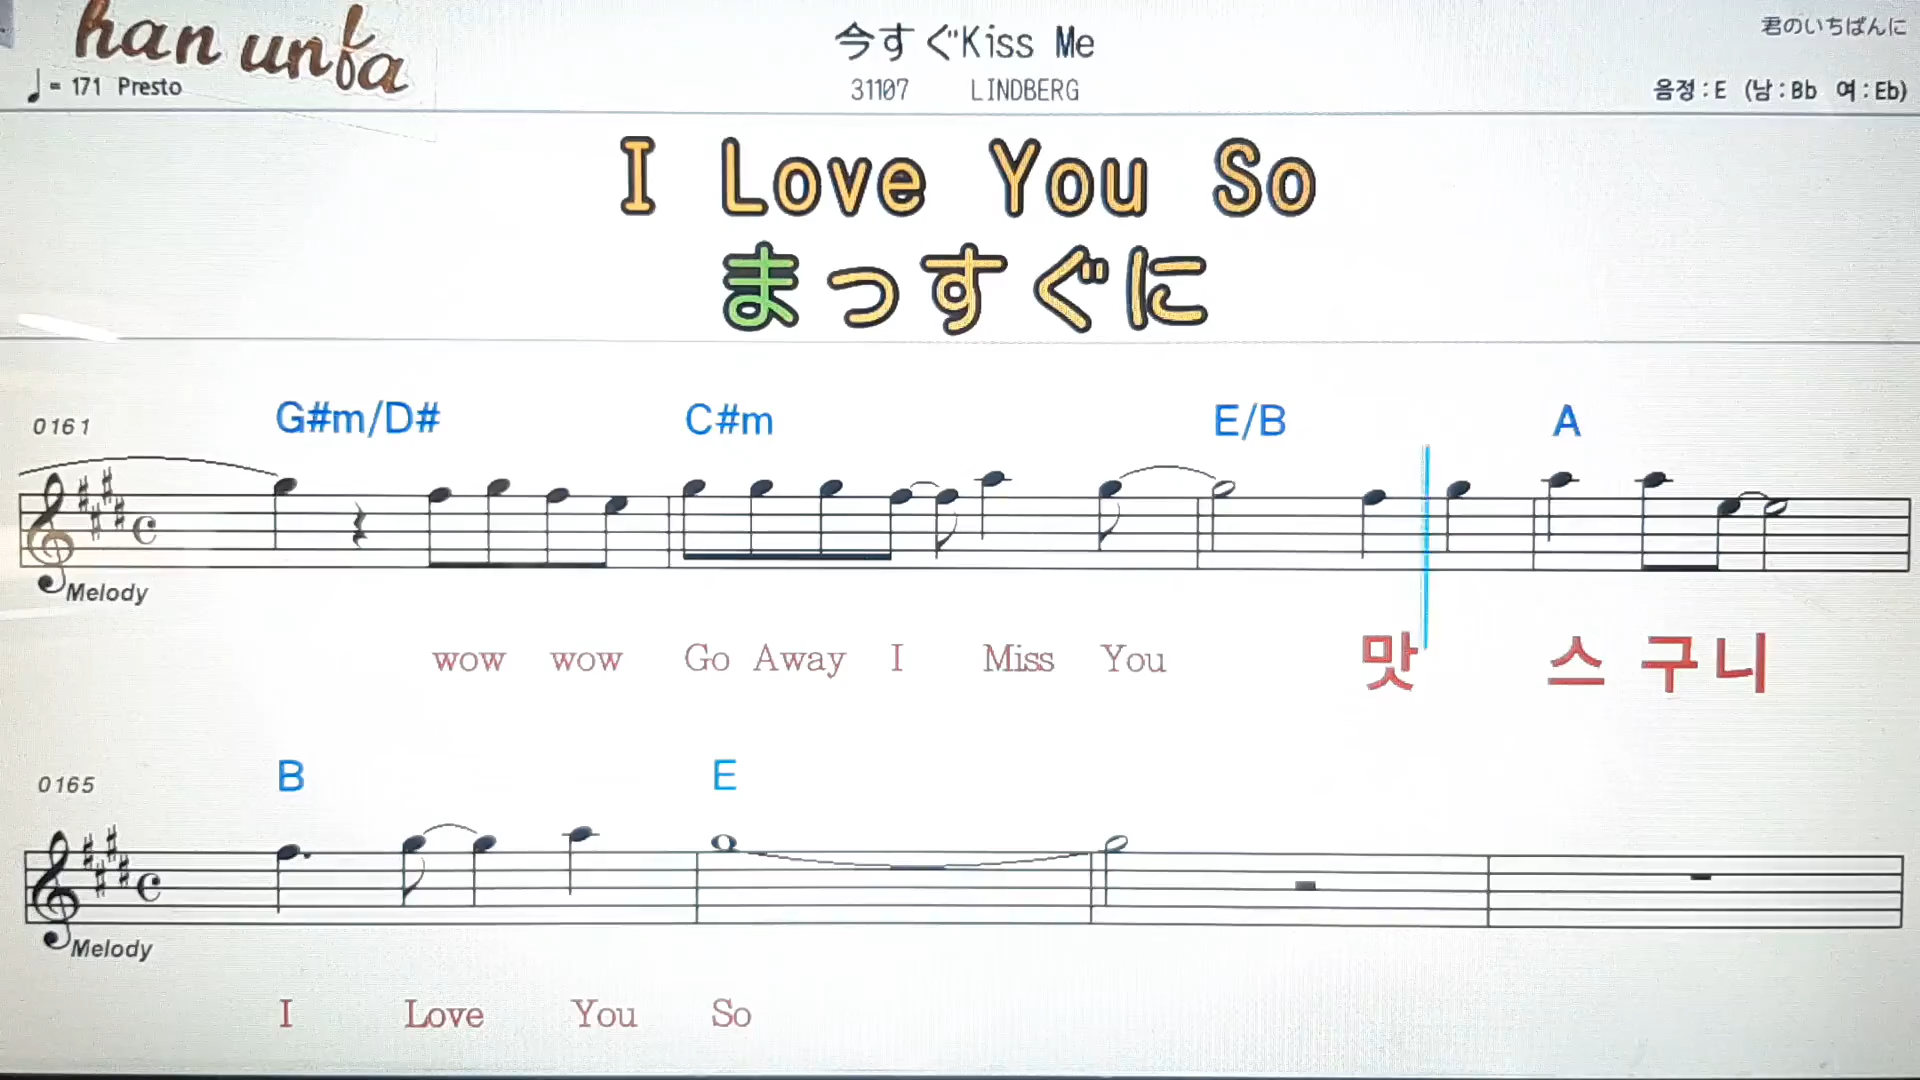 han unfa
今すぐKiss Me
君のいちばんに
♩= 171 Presto
31107 LINDBERG
음정:E (남:Bb 여:Eb)
I Love You So
まっすぐに
0161 G#m/D# C#m E/B A
Melody
wow wow Go Away I Miss You 맛 스 구 니
0165 B E
Melody
I Love You So